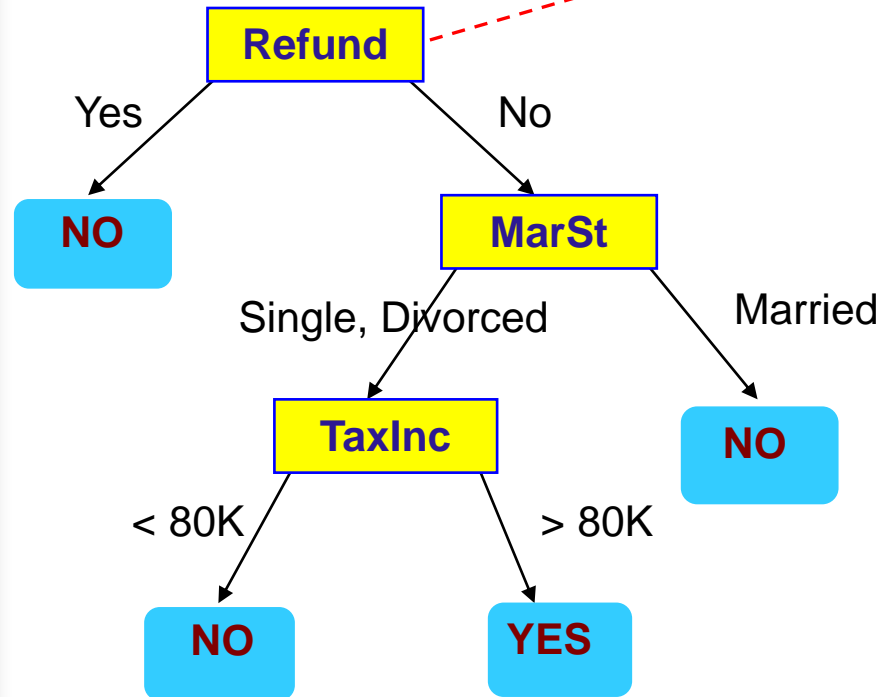 Refund
Yes
No
NO
MarSt
Single, Divorced
Married
TaxInc
NO
< 80K
> 80K
NO
YES